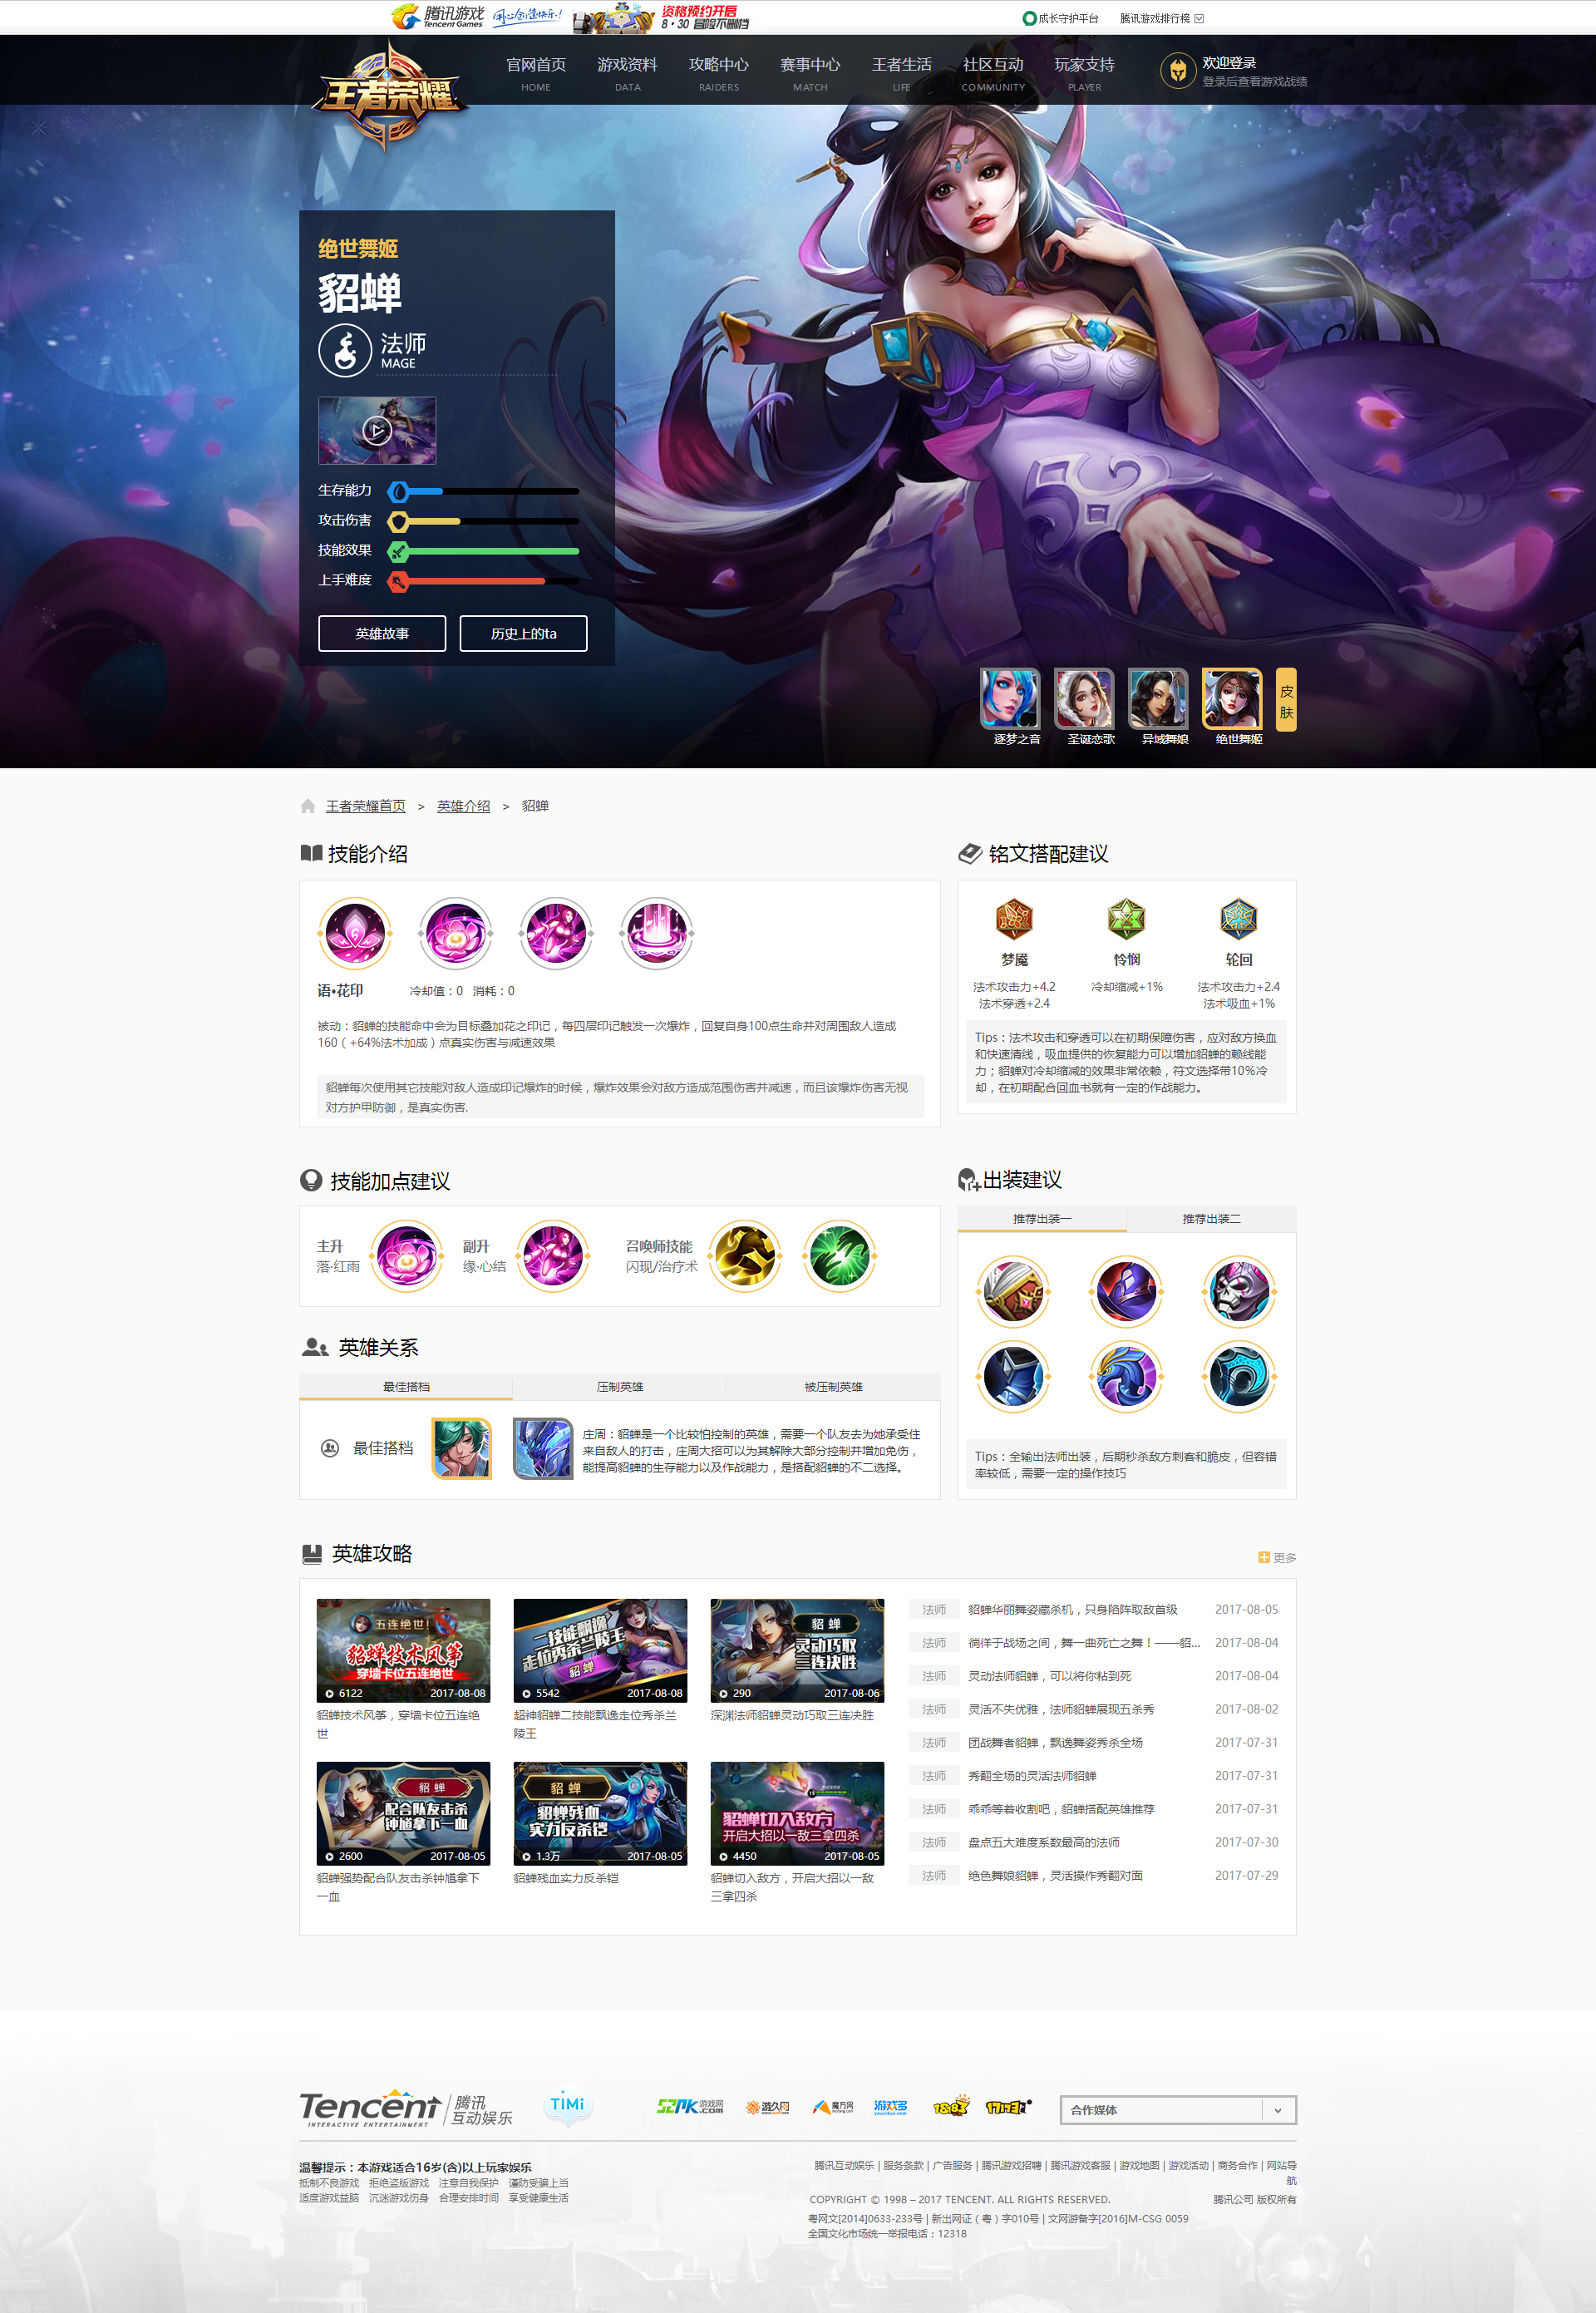 腾讯游戏
Tencent Games
用心创造快乐!
资格预约开启
8·30 冒险不删档
成长守护平台
腾讯游戏排行榜
王者荣耀
官网首页 游戏资料 攻略中心 赛事中心 王者生活 社区互动 玩家支持
HOME DATA RAIDERS MATCH LIFE COMMUNITY PLAYER
欢迎登录
登录后查看游戏战绩
绝世舞姬
貂蝉
法师
MAGE
生存能力
攻击伤害
技能效果
上手难度
英雄故事 历史上的ta
逐梦之音 圣诞恋歌 异域舞娘 绝世舞姬
皮肤
王者荣耀首页 > 英雄介绍 > 貂蝉
技能介绍
语·花印 冷却值：0 消耗：0
被动：貂蝉的技能命中会为目标叠加花之印记，每四层印记触发一次爆炸，回复自身100点生命并对周围敌人造成
160（+64%法术加成）点真实伤害与减速效果
貂蝉每次使用其它技能对敌人造成印记爆炸的时候，爆炸效果会对敌方造成范围伤害并减速，而且该爆炸伤害无视
对方护甲防御，是真实伤害.
铭文搭配建议
梦魇 怜悯 轮回
法术攻击力+4.2 冷却缩减+1% 法术攻击力+2.4
法术穿透+2.4 法术吸血+1%
Tips：法术攻击和穿透可以在初期保障伤害，应对敌方换血
和快速清线，吸血提供的恢复能力可以增加貂蝉的赖线能
力；貂蝉对冷却缩减的效果非常依赖，符文选择带10%冷
却，在初期配合回血书就有一定的作战能力。
技能加点建议
主升
落·红雨
副升
缘·心结
召唤师技能
闪现/治疗术
出装建议
推荐出装一 推荐出装二
Tips：全输出法师出装，后期秒杀敌方刺客和脆皮，但容错
率较低，需要一定的操作技巧
英雄关系
最佳搭档 压制英雄 被压制英雄
最佳搭档
庄周：貂蝉是一个比较怕控制的英雄，需要一个队友去为她承受住
来自敌人的打击，庄周大招可以为其解除大部分控制并增加免伤，
能提高貂蝉的生存能力以及作战能力，是搭配貂蝉的不二选择。
英雄攻略
更多
五连绝世!
貂蝉技术风筝
穿墙卡位五连绝世
6122 2017-08-08
貂蝉技术风筝，穿墙卡位五连绝
世
二技能飘逸
走位秀杀兰陵王
貂蝉
5542 2017-08-08
超神貂蝉二技能飘逸走位秀杀兰
陵王
貂蝉
灵动巧取
三连决胜
290 2017-08-06
深渊法师貂蝉灵动巧取三连决胜
貂蝉
配合队友击杀
钟馗拿下一血
2600 2017-08-05
貂蝉强势配合队友击杀钟馗拿下
一血
貂蝉
貂蝉残血
实力反杀铠
1.3万 2017-08-05
貂蝉残血实力反杀铠
貂蝉切入敌方
开启大招以一敌三拿四杀
4450 2017-08-05
貂蝉切入敌方，开启大招以一敌
三拿四杀
法师 貂蝉华丽舞姿蕴杀机，只身陷阵取敌首级 2017-08-05
法师 徜徉于战场之间，舞一曲死亡之舞！——貂... 2017-08-04
法师 灵动法师貂蝉，可以将你粘到死 2017-08-04
法师 灵活不失优雅，法师貂蝉展现五杀秀 2017-08-02
法师 团战舞者貂蝉，飘逸舞姿秀杀全场 2017-07-31
法师 秀翻全场的灵活法师貂蝉 2017-07-31
法师 乖乖等着收割吧，貂蝉搭配英雄推荐 2017-07-31
法师 盘点五大难度系数最高的法师 2017-07-30
法师 绝色舞娘貂蝉，灵活操作秀翻对面 2017-07-29
Tencent 腾讯
INTERACTIVE ENTERTAINMENT 互动娱乐
TiMi
52PK.com 游戏网
游久网
魔方网
游戏多
youxiduo.com
18183
17173
合作媒体
温馨提示：本游戏适合16岁(含)以上玩家娱乐
抵制不良游戏 拒绝盗版游戏 注意自我保护 谨防受骗上当
适度游戏益脑 沉迷游戏伤身 合理安排时间 享受健康生活
腾讯互动娱乐 | 服务条款 | 广告服务 | 腾讯游戏招聘 | 腾讯游戏客服 | 游戏地图 | 游戏活动 | 商务合作 | 网站导
航
COPYRIGHT © 1998 – 2017 TENCENT. ALL RIGHTS RESERVED. 腾讯公司 版权所有
粤网文[2014]0633-233号 | 新出网证（粤）字010号 | 文网游备字[2016]M-CSG 0059
全国文化市场统一举报电话：12318